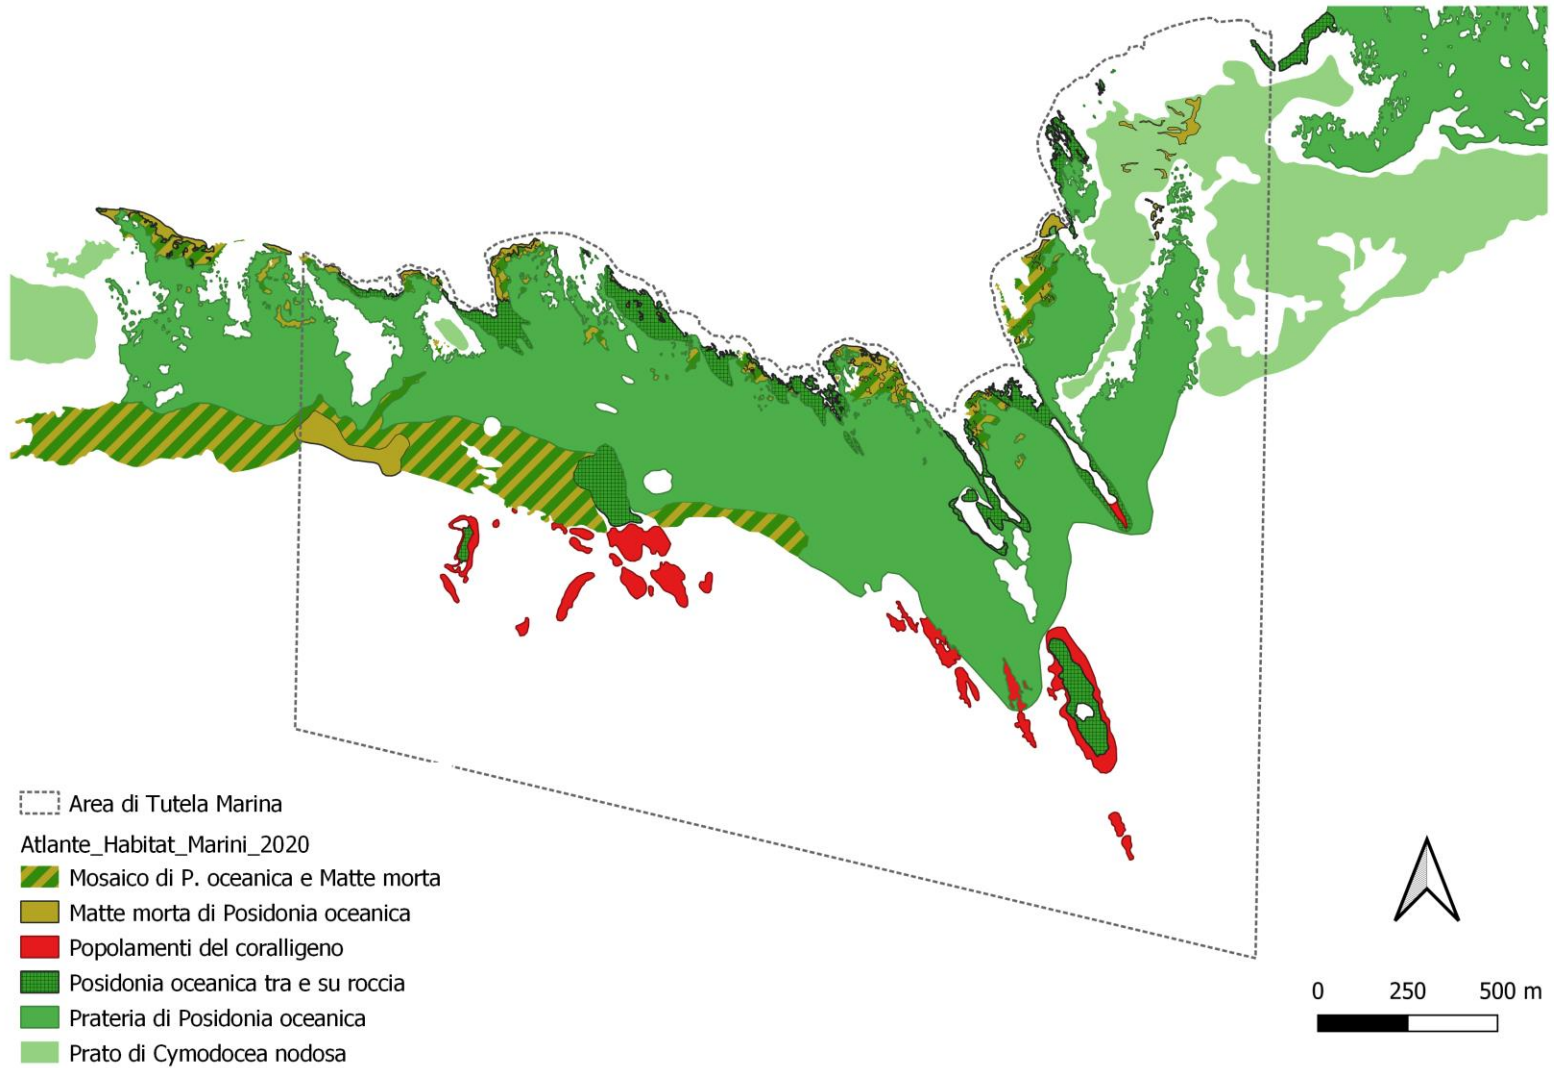 Area di Tutela Marina
Atlante_Habitat_Marini_2020
Mosaico di P. oceanica e Matte morta
Matte morta di Posidonia oceanica
Popolamenti del coralligeno
Posidonia oceanica tra e su roccia
Prateria di Posidonia oceanica
Prato di Cymodocea nodosa
0 250 500 m